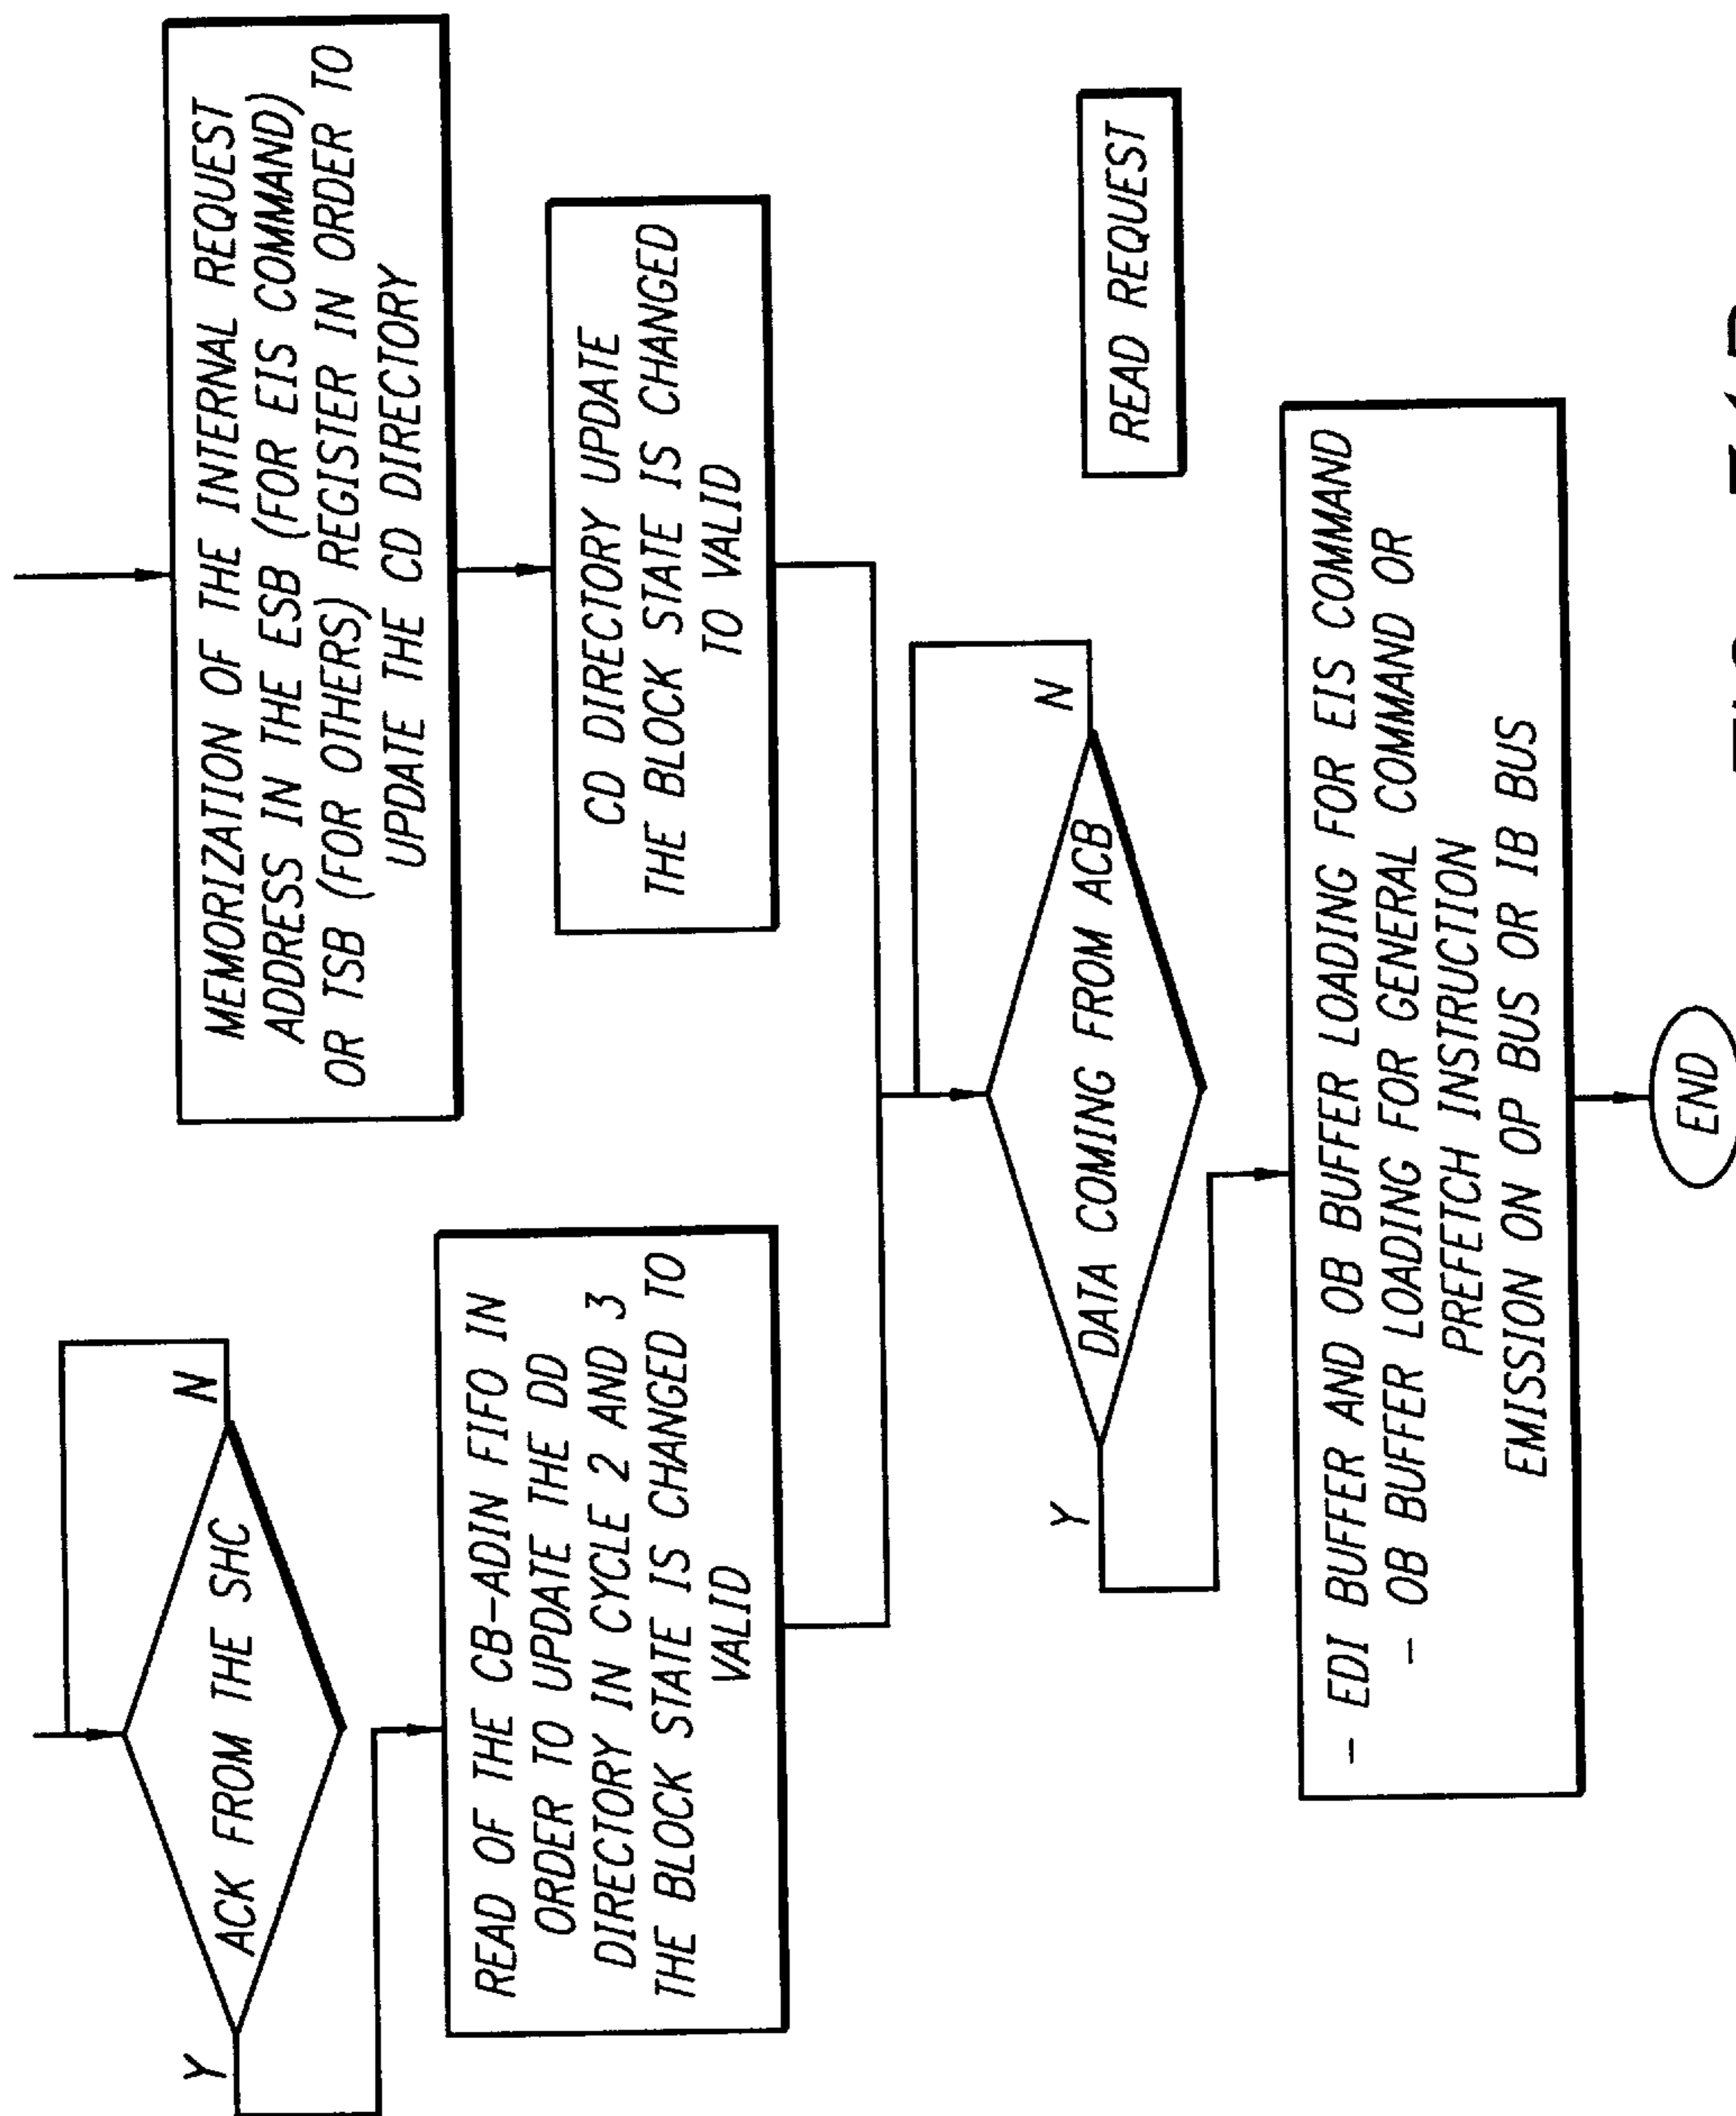 ACK FROM THE SHC
N
Y
READ OF THE CB-ADIN FIFO IN
ORDER TO UPDATE THE DD
DIRECTORY IN CYCLE 2 AND 3
THE BLOCK STATE IS CHANGED TO
VALID
MEMORIZATION OF THE INTERNAL REQUEST
ADDRESS IN THE ESB (FOR EIS COMMAND)
OR TSB (FOR OTHERS) REGISTER IN ORDER TO
UPDATE THE CD DIRECTORY
CD DIRECTORY UPDATE
THE BLOCK STATE IS CHANGED
TO VALID
DATA COMING FROM ACB
N
Y
READ REQUEST
- EDI BUFFER AND OB BUFFER LOADING FOR EIS COMMAND
- OB BUFFER LOADING FOR GENERAL COMMAND OR
PREFETCH INSTRUCTION
EMISSION ON OP BUS OR IB BUS
END